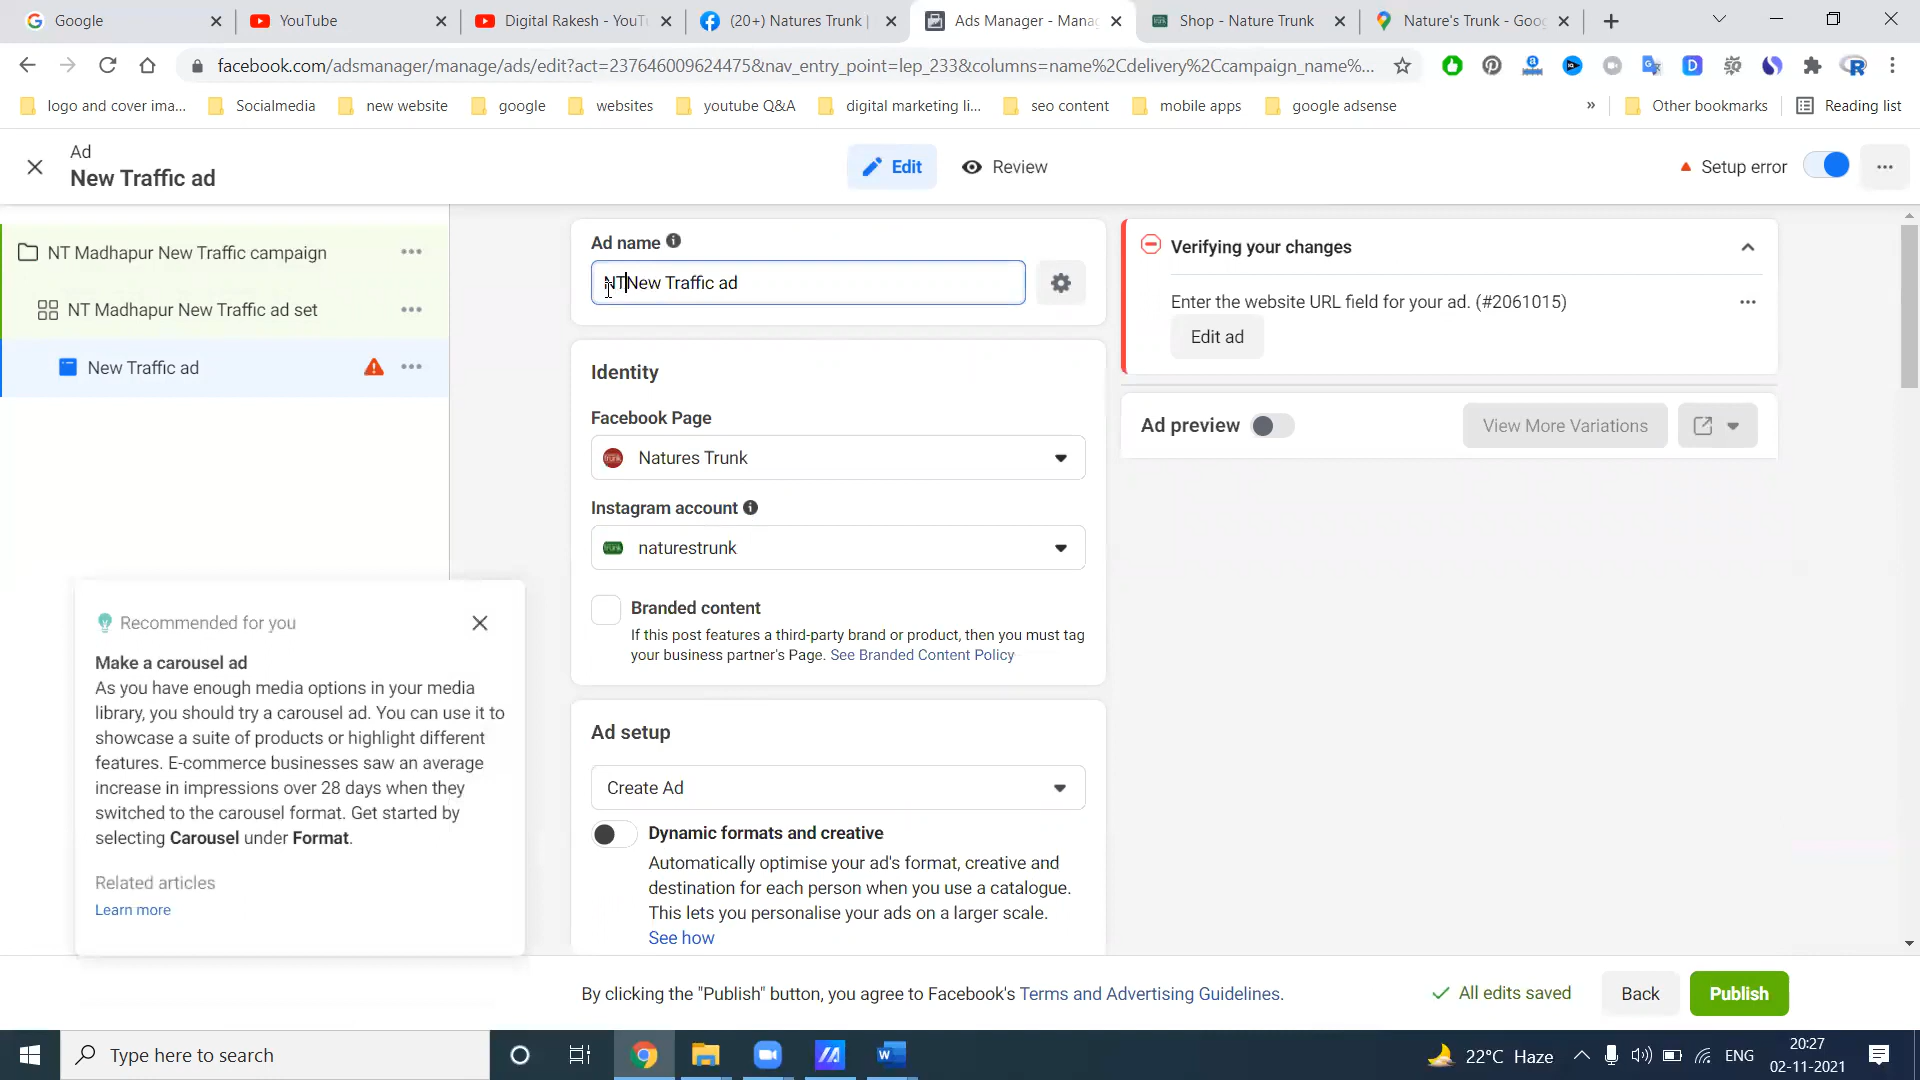 Google
YouTube
Digital Rakesh - YouT
(20+) Natures Trunk |
Ads Manager - Manag
Shop - Nature Trunk
Nature's Trunk - Goog
facebook.com/adsmanager/manage/ads/edit?act=2376460096244758&nav_entry_point=lep_233&columns=name%2Cdelivery%2Ccampaign_name%...
logo and cover ima...
Socialmedia
new website
google
websites
youtube Q&A
digital marketing li...
seo content
mobile apps
google adsense
»
Other bookmarks
Reading list
Ad
New Traffic ad
Edit
Review
Setup error
NT Madhapur New Traffic campaign
NT Madhapur New Traffic ad set
New Traffic ad
Ad name
NTNew Traffic ad
Identity
Facebook Page
Natures Trunk
Instagram account
naturestrunk
Branded content
If this post features a third-party brand or product, then you must tag
your business partner's Page. See Branded Content Policy
Ad setup
Create Ad
Dynamic formats and creative
Automatically optimise your ad's format, creative and
destination for each person when you use a catalogue.
This lets you personalise your ads on a larger scale.
See how
Verifying your changes
Enter the website URL field for your ad. (#2061015)
Edit ad
Ad preview
View More Variations
Recommended for you
Make a carousel ad
As you have enough media options in your media
library, you should try a carousel ad. You can use it to
showcase a suite of products or highlight different
features. E-commerce businesses saw an average
increase in impressions over 28 days when they
switched to the carousel format. Get started by
selecting Carousel under Format.
Related articles
Learn more
By clicking the "Publish" button, you agree to Facebook's Terms and Advertising Guidelines.
All edits saved
Back
Publish
Type here to search
22°C Haze
ENG
20:27
02-11-2021